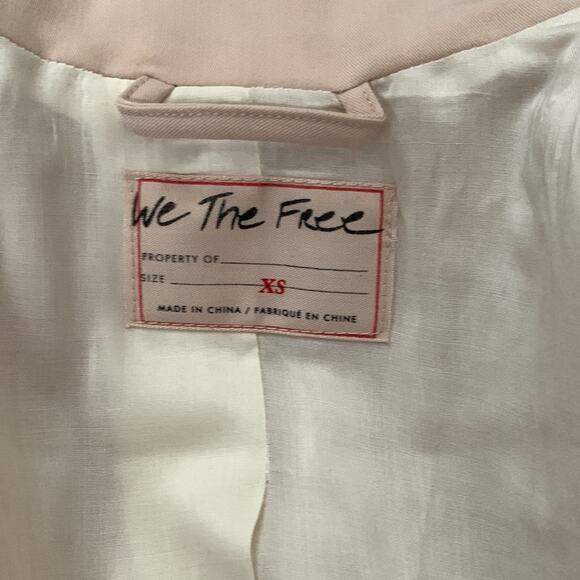 We The Free
PROPERTY OF
SIZE XS
MADE IN CHINA / FABRIQUÉ EN CHINE